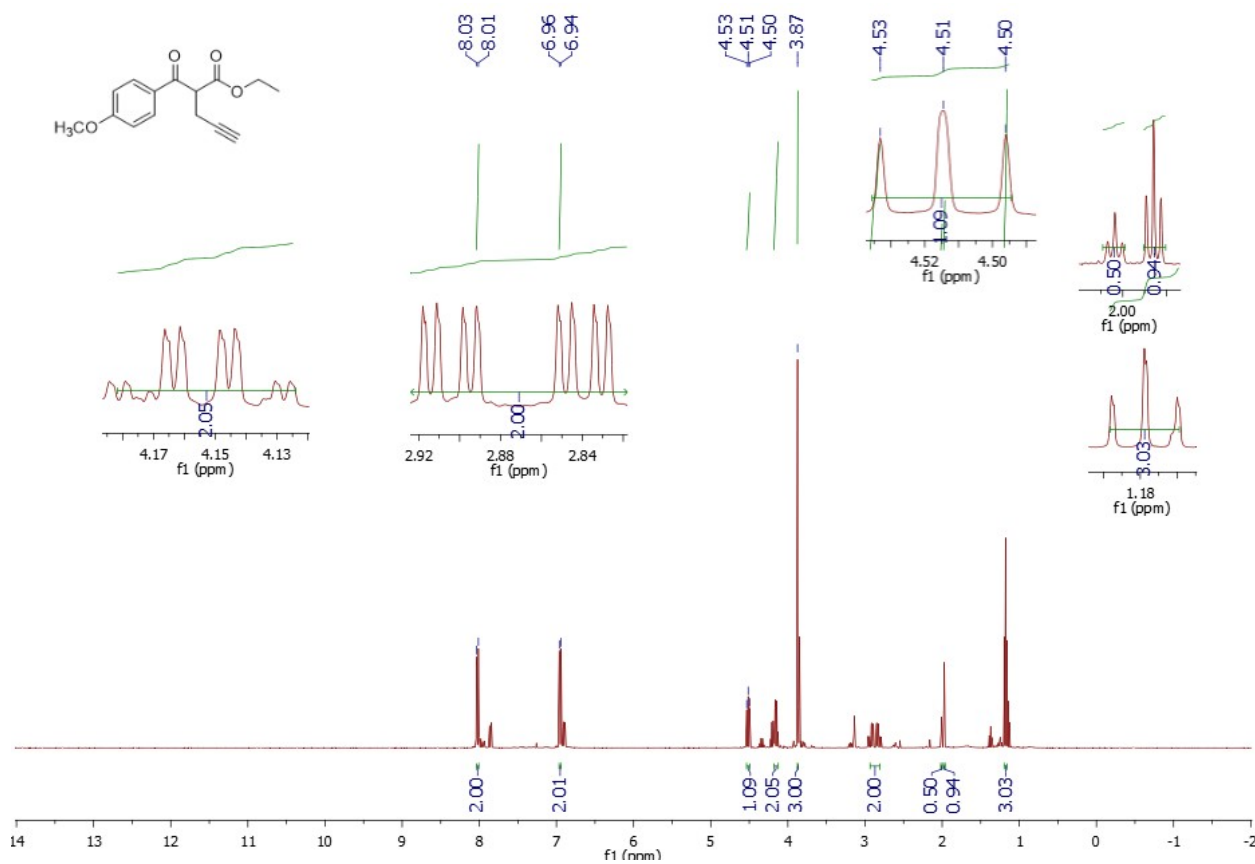 O O
O
H₃CO
8.03
8.01
6.96
6.94
4.53
4.51
4.50
3.87
4.53
4.51
4.50
1.09
4.52 4.50
f1 (ppm)
0.50
0.94
2.00
f1 (ppm)
2.05
4.17 4.15 4.13
f1 (ppm)
2.00
2.92 2.88 2.84
f1 (ppm)
3.03
1.18
f1 (ppm)
2.00
2.01
1.09
2.05
3.00
2.00
0.50
0.94
3.03
14 13 12 11 10 9 8 7 6 5 4 3 2 1 0 -1 -2
f1 (ppm)